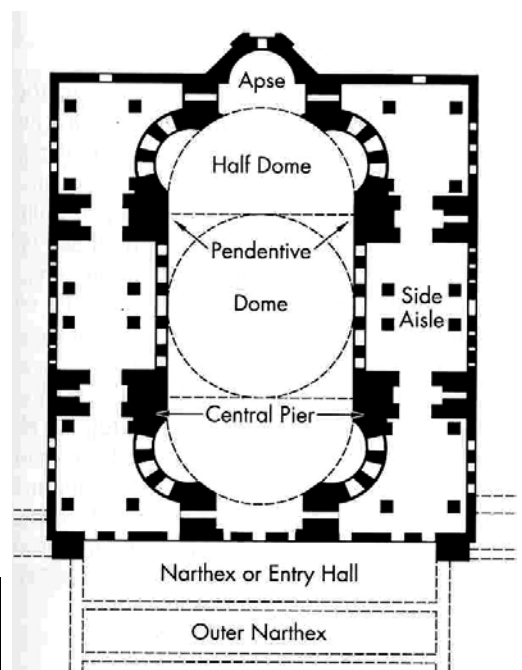 Apse
Half Dome
Pendentive
Dome
Side
Aisle
Central Pier
Narthex or Entry Hall
Outer Narthex